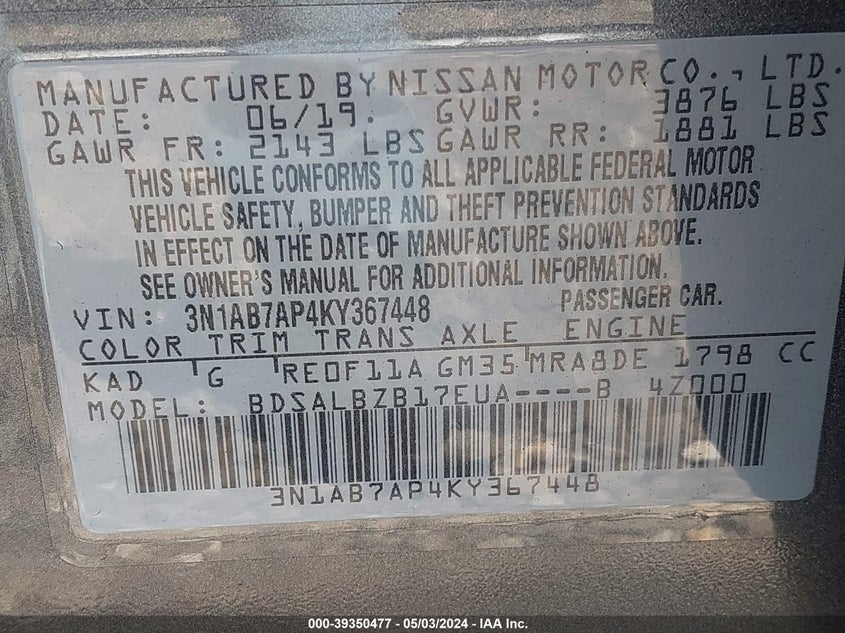 MANUFACTURED BY NISSAN MOTOR CO., LTD.
DATE: 06/19. GVWR: 3876 LBS
GAWR FR: 2143 LBS GAWR RR: 1881 LBS
THIS VEHICLE CONFORMS TO ALL APPLICABLE FEDERAL MOTOR
VEHICLE SAFETY, BUMPER AND THEFT PREVENTION STANDARDS
IN EFFECT ON THE DATE OF MANUFACTURE SHOWN ABOVE.
SEE OWNER'S MANUAL FOR ADDITIONAL INFORMATION.
VIN: 3N1AB7AP4KY367448 PASSENGER CAR.
COLOR TRIM TRANS AXLE ENGINE
KAD G RE0F11A GM35 MRA8DE 1798 CC
MODEL: BDSALBZB17EUA----B 4Z000
3N1AB7AP4KY367448
000-39350477 - 05/03/2024 - IAA Inc.